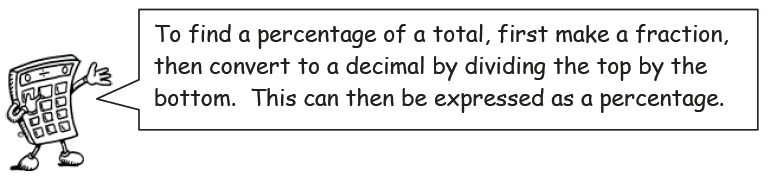 To find a percentage of a total, first make a fraction,
then convert to a decimal by dividing the top by the
bottom.  This can then be expressed as a percentage.